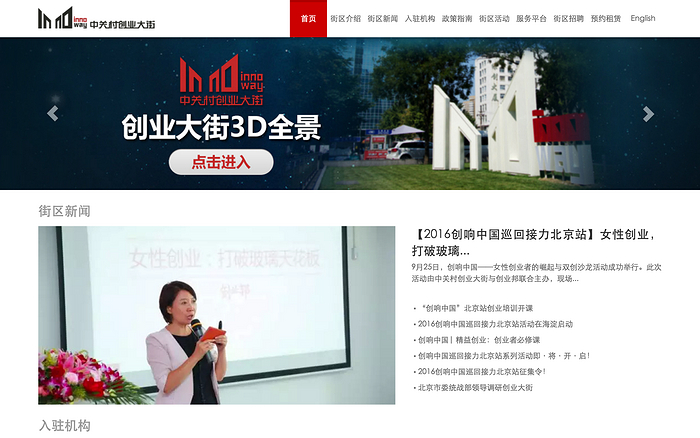 inno
way
中关村创业大街
首页 街区介绍 街区新闻 入驻机构 政策指南 街区活动 服务平台 街区招聘 预约租赁 English
inno
way
中关村创业大街
创业大街3D全景
点击进入
街区新闻
女性创业：打破玻璃天花板
【2016创响中国巡回接力北京站】女性创业，
打破玻璃...
9月25日，创响中国——女性创业者的崛起与双创沙龙活动成功举行。此次
活动由中关村创业大街与创业邦联合主办，现场...
• “创响中国”北京站创业培训开课
• 2016创响中国巡回接力北京站活动在海淀启动
• 创响中国 | 精益创业：创业者必修课
• 创响中国巡回接力北京站系列活动即·将·开·启！
• 2016创响中国巡回接力北京站征集令！
• 北京市委统战部领导调研创业大街
入驻机构